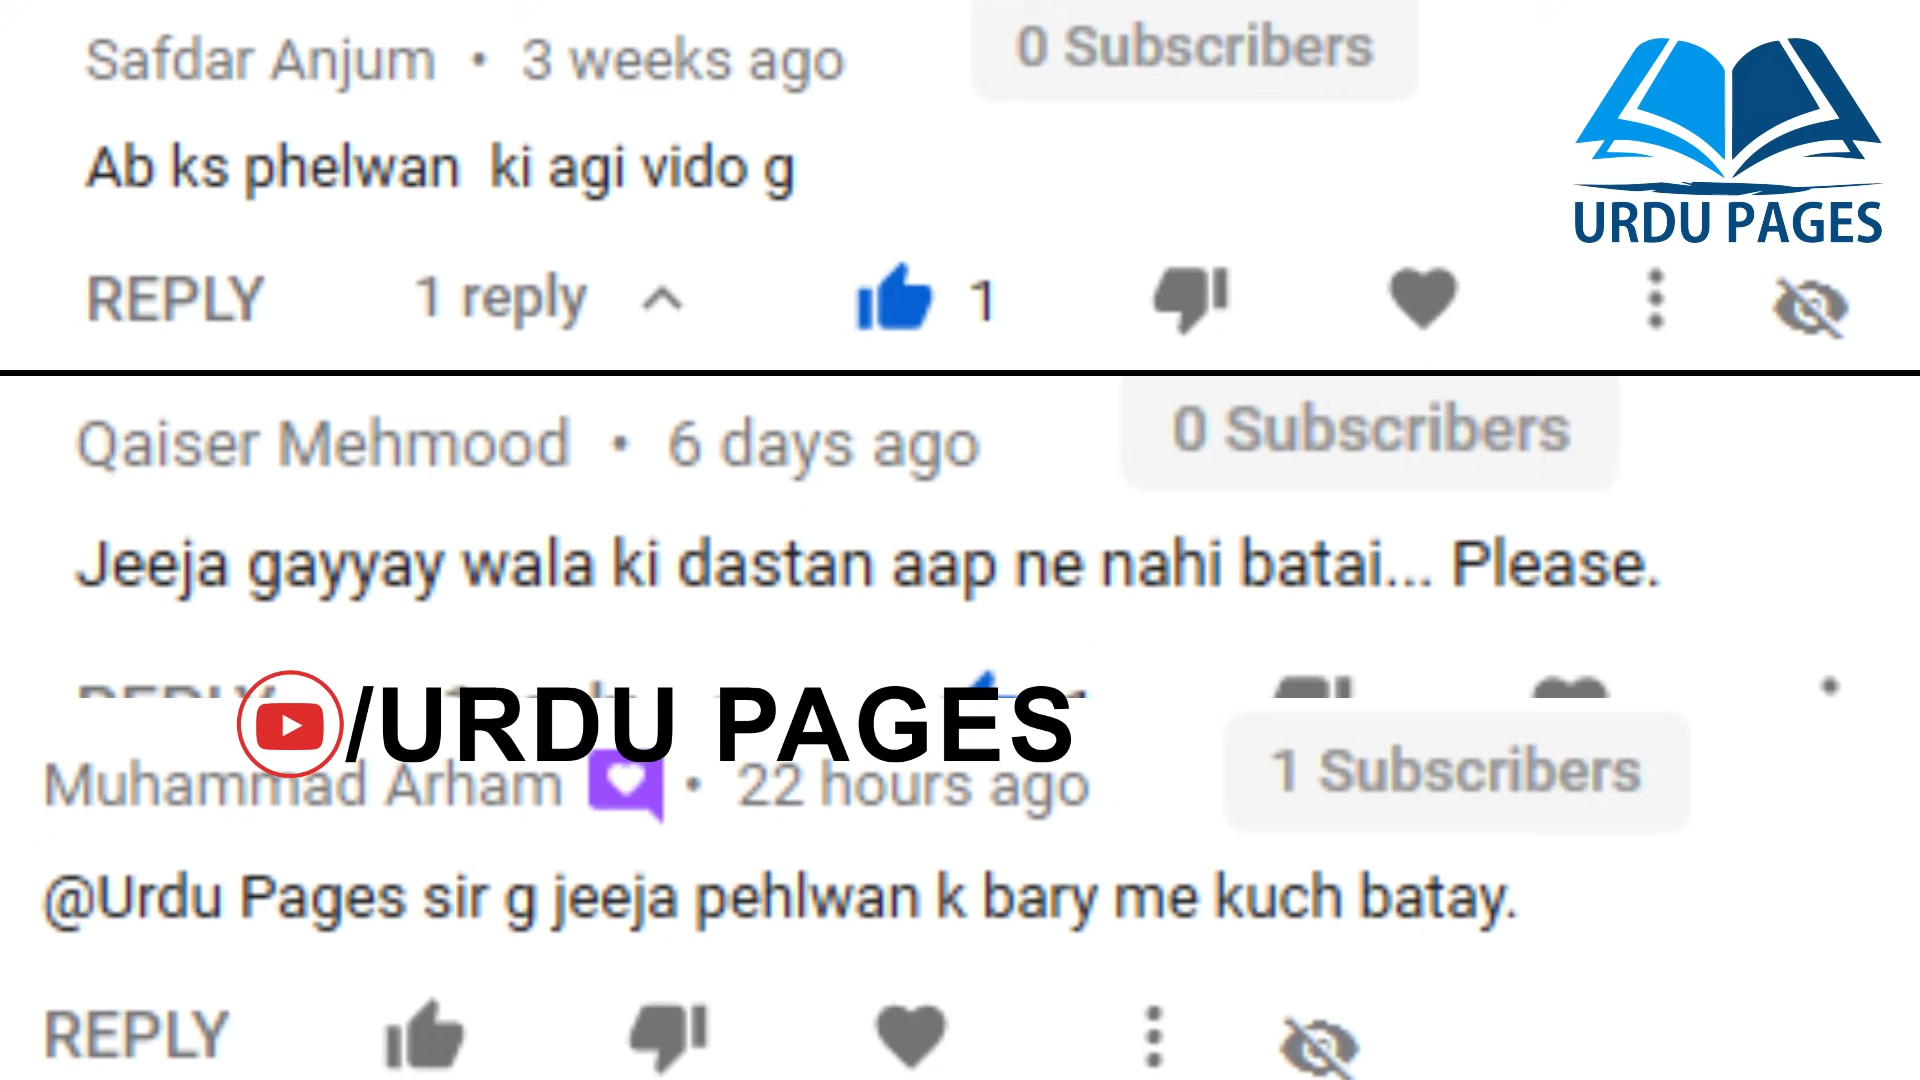 Safdar Anjum • 3 weeks ago 0 Subscribers
Ab ks phelwan ki agi vido g
REPLY 1 reply 1
URDU PAGES
Qaiser Mehmood • 6 days ago 0 Subscribers
Jeeja gayyay wala ki dastan aap ne nahi batai... Please.
/URDU PAGES
Muhammad Arham • 22 hours ago 1 Subscribers
@Urdu Pages sir g jeeja pehlwan k bary me kuch batay.
REPLY